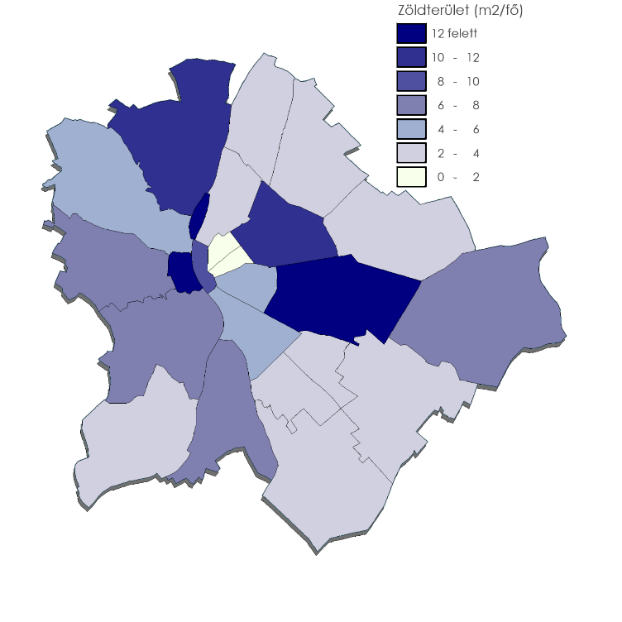 Zöldterület (m2/fő)
12 felett
10 - 12
8 - 10
6 - 8
4 - 6
2 - 4
0 - 2